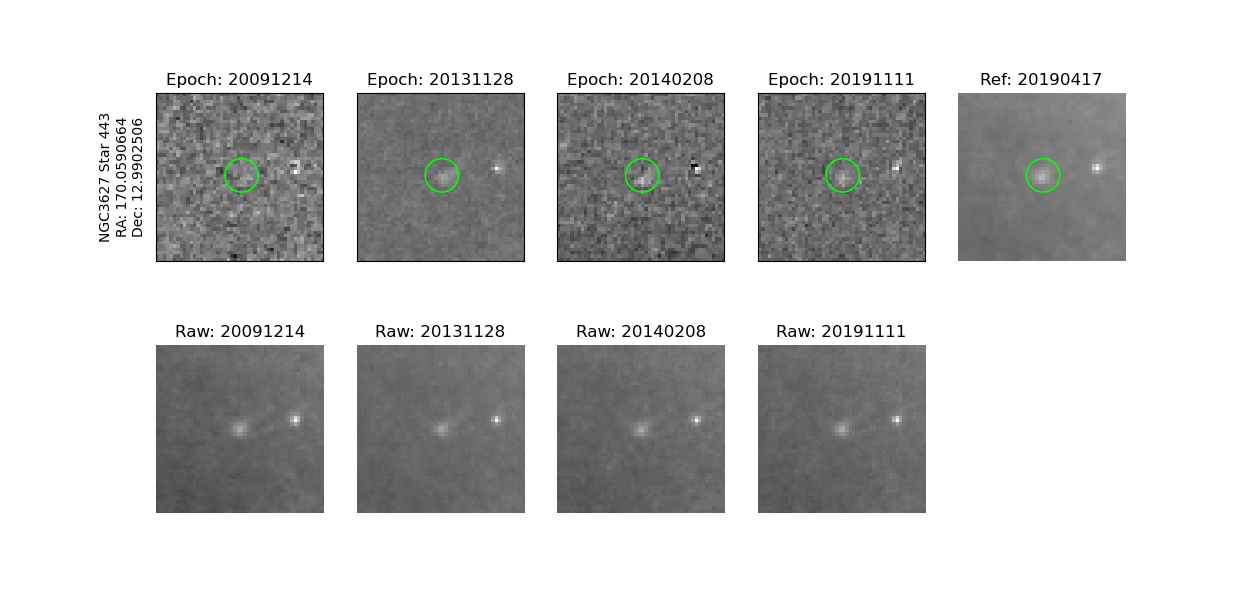 Epoch: 20091214
Epoch: 20131128
Epoch: 20140208
Epoch: 20191111
Ref: 20190417
NGC3627 Star 443
RA: 170.0590664
Dec: 12.9902506
Raw: 20091214
Raw: 20131128
Raw: 20140208
Raw: 20191111